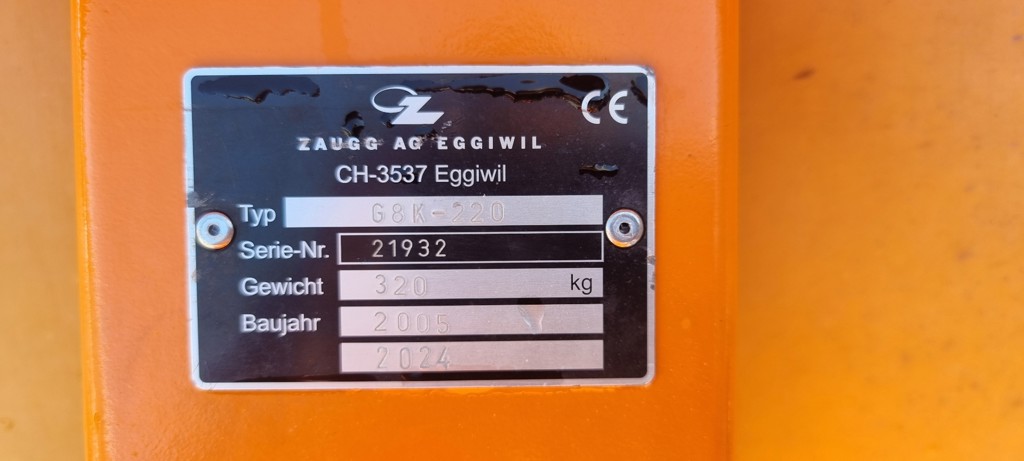 CE
ZAUGG AG EGGIWIL
CH-3537 Eggiwil
Typ G8K-220
Serie-Nr. 21932
Gewicht 320 kg
Baujahr 2005
2024